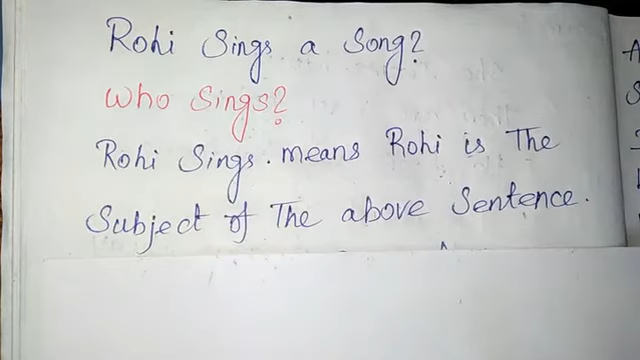 Rohi Sings a Song?
Who Sings?
Rohi Sings. means Rohi is The
Subject of The above Sentence.